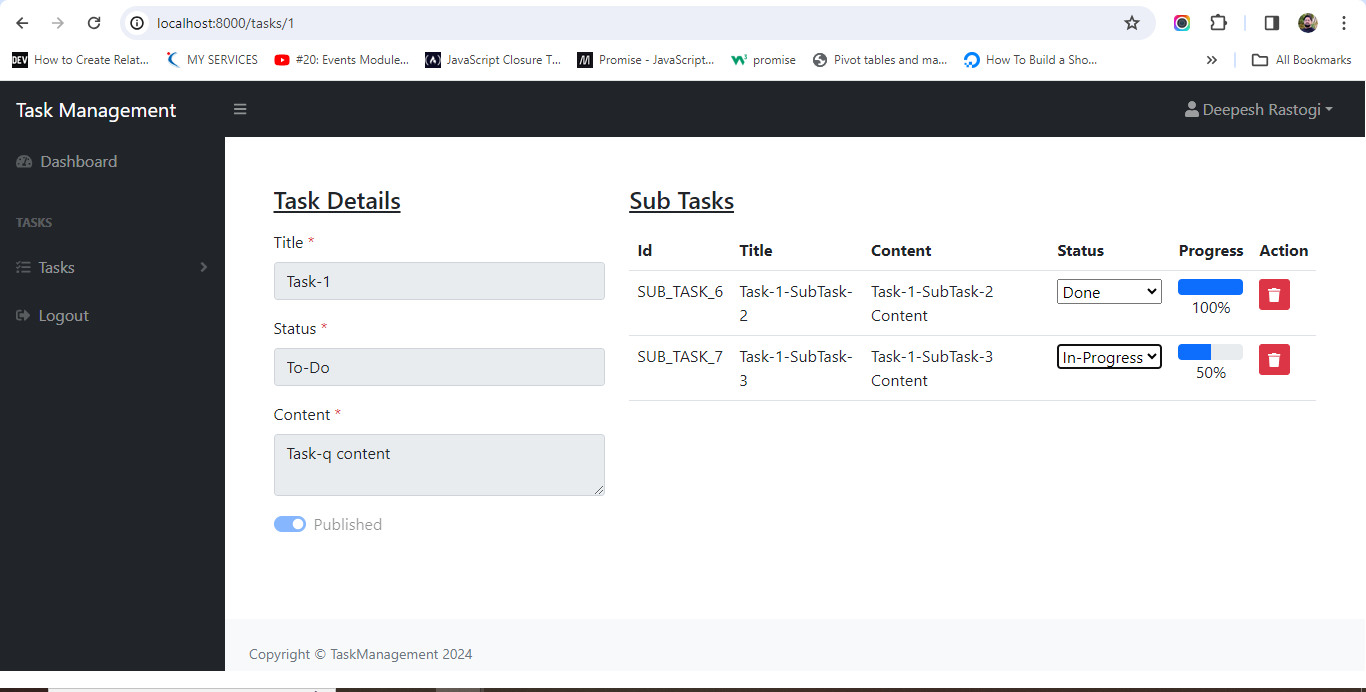 localhost:8000/tasks/1
DEV How to Create Relat... MY SERVICES #20: Events Module... JavaScript Closure T... Promise - JavaScript... promise Pivot tables and ma... How To Build a Sho... All Bookmarks
Task Management Deepesh Rastogi
Dashboard
TASKS
Tasks
Logout
Task Details
Title *
Task-1
Status *
To-Do
Content *
Task-q content
Published
Sub Tasks
Id Title Content Status Progress Action
SUB_TASK_6 Task-1-SubTask- Task-1-SubTask-2 Done
2 Content 100%
SUB_TASK_7 Task-1-SubTask- Task-1-SubTask-3 In-Progress
3 Content 50%
Copyright © TaskManagement 2024